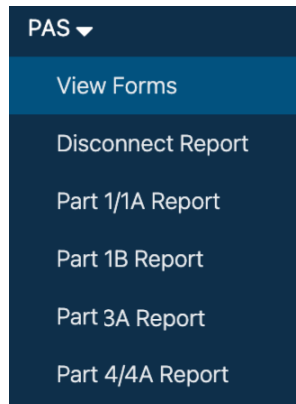 PAS
View Forms
Disconnect Report
Part 1/1A Report
Part 1B Report
Part 3A Report
Part 4/4A Report